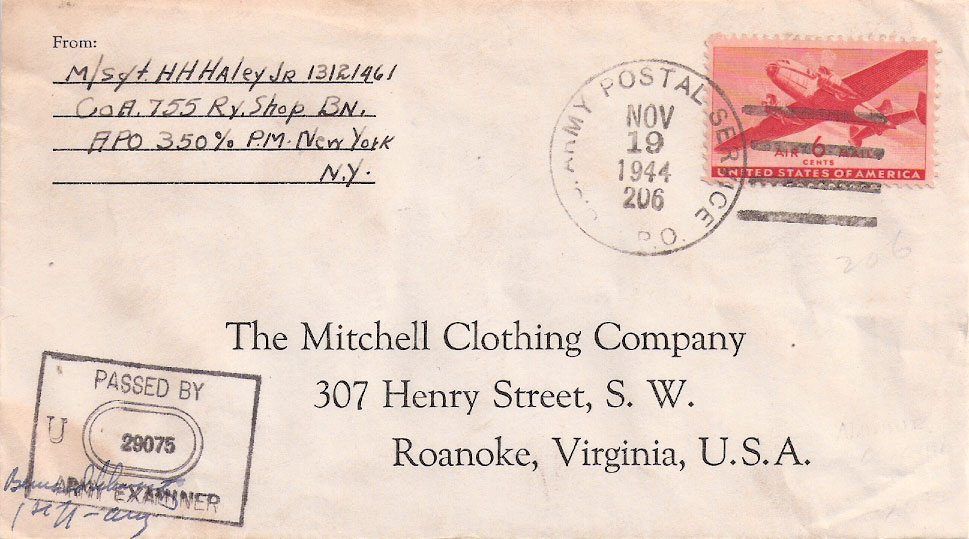 From:
M/Sgt. H H HAley JR 13121461
Co A. 755 Ry. Shop BN.
APO 350 % P.M. New York
N.Y.
U.S. ARMY POSTAL SERVICE
NOV
19
1944
206
P.O.
AIR 6 MAIL
CENTS
UNITED STATES OF AMERICA
206
The Mitchell Clothing Company
307 Henry Street, S. W.
Roanoke, Virginia, U.S.A.
PASSED BY
U
29075
ARMY EXAMINER